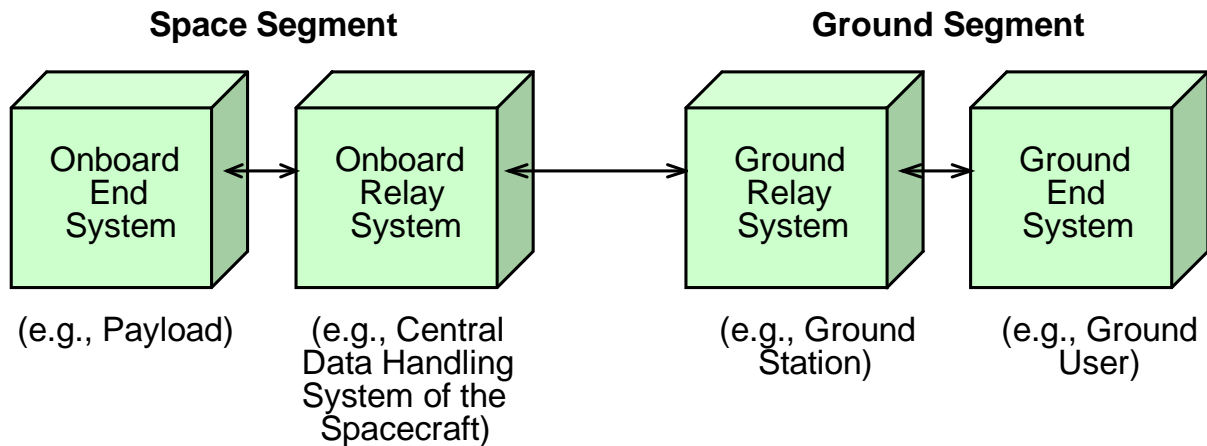 Space Segment
Ground Segment
Onboard
End
System
Onboard
Relay
System
Ground
Relay
System
Ground
End
System
(e.g., Payload)
(e.g., Central
Data Handling
System of the
Spacecraft)
(e.g., Ground
Station)
(e.g., Ground
User)